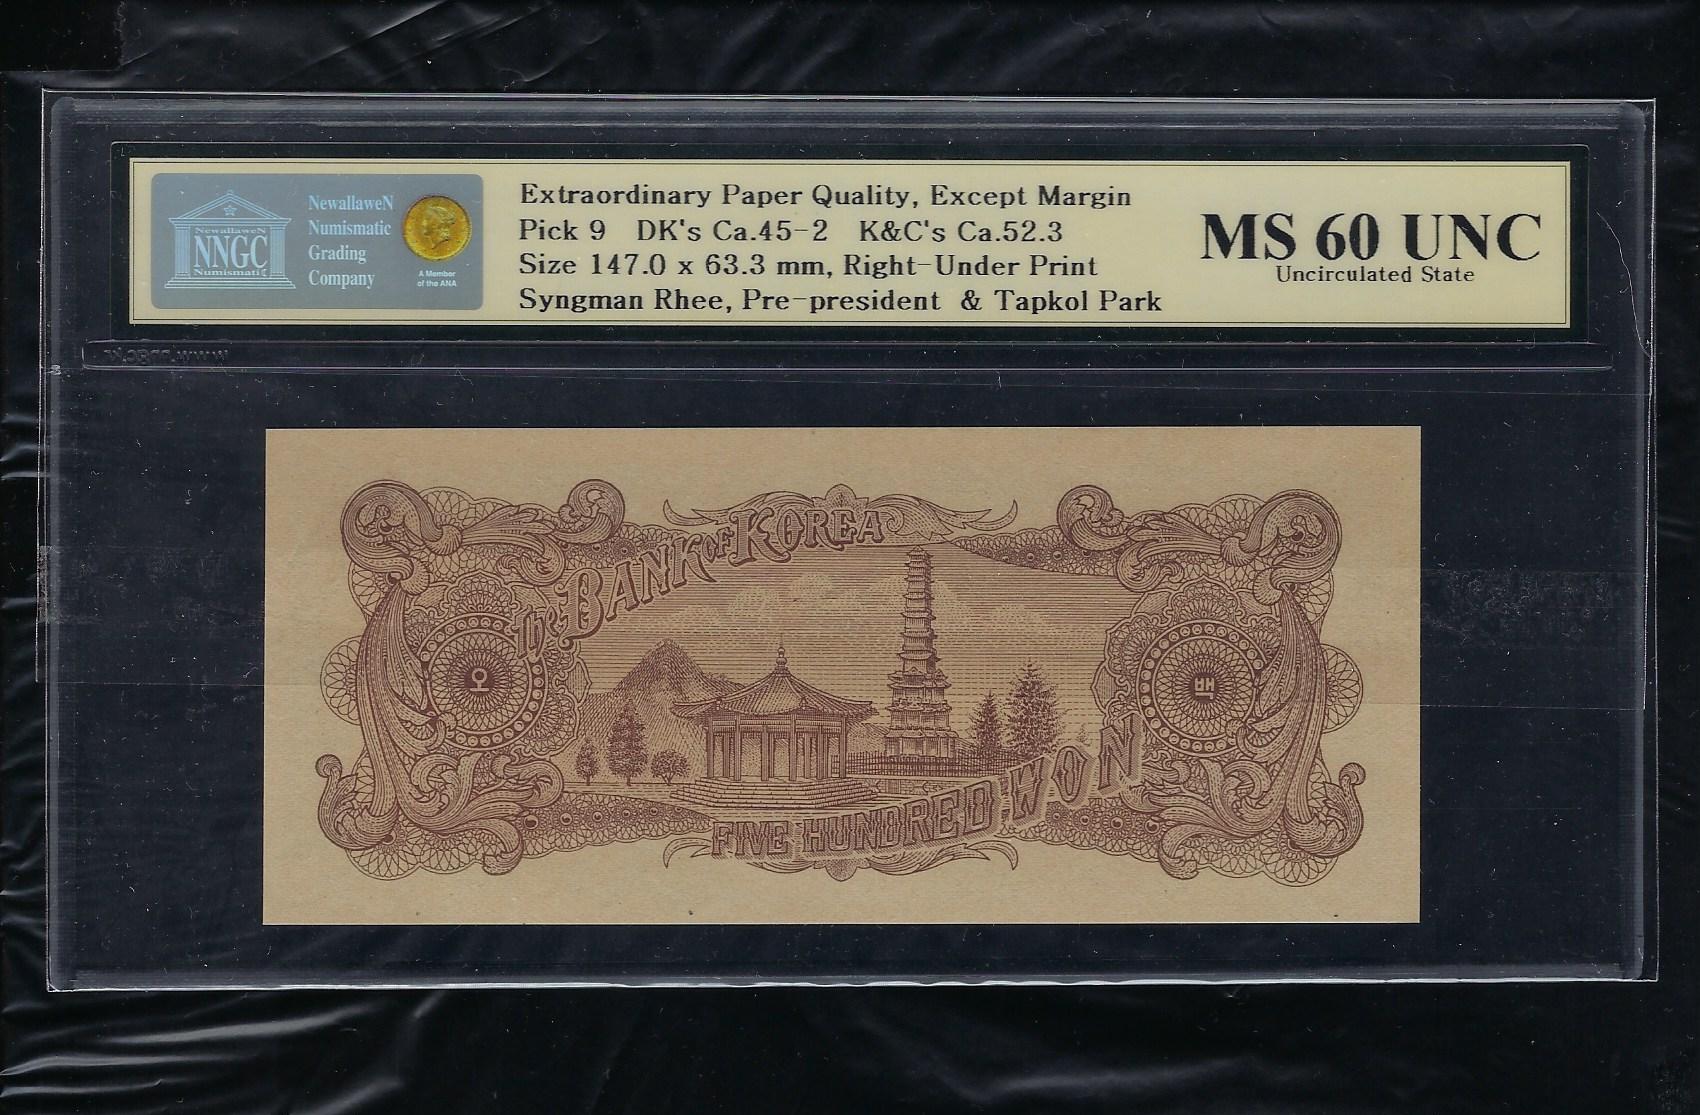 NewallaweN
NNGC
Numismatic
NewallaweN
Numismatic
Grading
Company
A Member
of the ANA
Extraordinary Paper Quality, Except Margin
Pick 9 DK's Ca.45-2 K&C's Ca.52.3
Size 147.0 x 63.3 mm, Right-Under Print
Syngman Rhee, Pre-president & Tapkol Park
MS 60 UNC
Uncirculated State
The BANK OF KOREA
오
백
FIVE HUNDRED WON